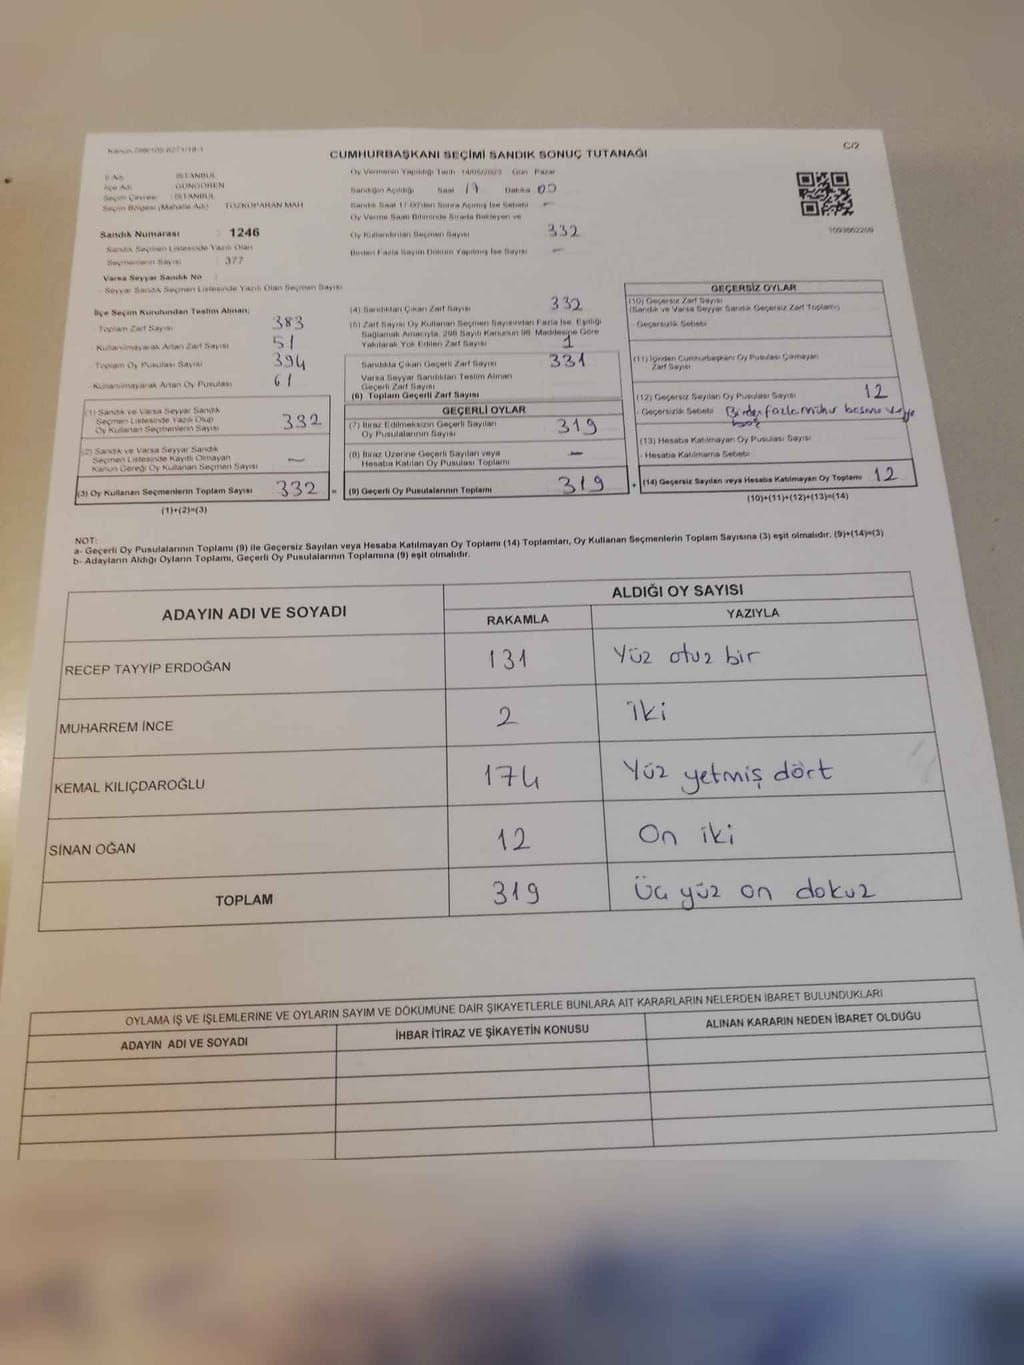 CUMHURBAŞKANI SEÇİMİ SANDIK SONUÇ TUTANAĞI
C/2
İl Adı : İSTANBUL
İlçe Adı : GÜNGÖREN
Seçim Çevresi : İSTANBUL
Seçim Bölgesi (Mahalle Adı) : TOZKOPARAN MAH
Sandık Numarası : 1246
Sandık Seçmen Listesinde Yazılı Olan
Seçmenlerin Sayısı : 377
Varsa Seyyar Sandık No :
Seyyar Sandık Seçmen Listesinde Yazılı Olan Seçmen Sayısı
Oy Vermenin Yapıldığı Tarih 14/05/2023 Gün Pazar
Sandığın Açıldığı Saat 17 Dakika 00
Sandık Saat 17:00'den Sonra Açılmış İse Sebebi —
Oy Verme Saati Bitiminde Sırada Bekleyen ve
Oy Kullandırılan Seçmen Sayısı 332
Birden Fazla Sayım Döküm Yapılmış İse Sayısı —
1093662209
İlçe Seçim Kurulundan Teslim Alınan;
- Toplam Zarf Sayısı 383
- Kullanılmayarak Artan Zarf Sayısı 51
- Toplam Oy Pusulası Sayısı 394
- Kullanılmayarak Artan Oy Pusulası 61
(1) Sandık ve Varsa Seyyar Sandık
Seçmen Listesinde Yazılı Olup
Oy Kullanan Seçmenlerin Sayısı 332
(2) Sandık ve Varsa Seyyar Sandık
Seçmen Listesinde Kayıtlı Olmayan
Kanun Gereği Oy Kullanan Seçmen Sayısı —
(3) Oy Kullanan Seçmenlerin Toplam Sayısı 332 =
(1)+(2)=(3)
(4) Sandıktan Çıkan Zarf Sayısı 332
(5) Zarf Sayısı Oy Kullanan Seçmen Sayısından Fazla İse, Eşitliği
Sağlamak Amacıyla, 298 Sayılı Kanunun 98. Maddesine Göre
Yakılarak Yok Edilen Zarf Sayısı 1
Sandıkta Çıkan Geçerli Zarf Sayısı 331
Varsa Seyyar Sandıktan Teslim Alınan
Geçerli Zarf Sayısı
(6) Toplam Geçerli Zarf Sayısı
GEÇERLİ OYLAR
(7) İtiraz Edilmeksizin Geçerli Sayılan
Oy Pusulalarının Sayısı 319
(8) İtiraz Üzerine Geçerli Sayılan veya
Hesaba Katılan Oy Pusulası Toplamı —
(9) Geçerli Oy Pusulalarının Toplamı 319 +
GEÇERSİZ OYLAR
(10) Geçersiz Zarf Sayısı
(Sandık ve Varsa Seyyar Sandık Geçersiz Zarf Toplamı)
- Geçersizlik Sebebi
(11) İçinden Cumhurbaşkanı Oy Pusulası Çıkmayan
Zarf Sayısı
(12) Geçersiz Sayılan Oy Pusulası Sayısı 12
- Geçersizlik Sebebi Birden fazla mühür basımı veya
boş
(13) Hesaba Katılmayan Oy Pusulası Sayısı
- Hesaba Katılmama Sebebi
(14) Geçersiz Sayılan veya Hesaba Katılmayan Oy Toplamı 12
(10)+(11)+(12)+(13)=(14)
NOT:
a- Geçerli Oy Pusulalarının Toplamı (9) ile Geçersiz Sayılan veya Hesaba Katılmayan Oy Toplamı (14) Toplamları, Oy Kullanan Seçmenlerin Toplam Sayısına (3) eşit olmalıdır. (9)+(14)=(3)
b- Adayların Aldığı Oyların Toplamı, Geçerli Oy Pusulalarının Toplamına (9) eşit olmalıdır.
ADAYIN ADI VE SOYADI
ALDIĞI OY SAYISI
RAKAMLA YAZIYLA
RECEP TAYYİP ERDOĞAN 131 Yüz otuz bir
MUHARREM İNCE 2 iki
KEMAL KILIÇDAROĞLU 174 Yüz yetmiş dört
SİNAN OĞAN 12 On iki
TOPLAM 319 Üç yüz on dokuz
OYLAMA İŞ VE İŞLEMLERİNE VE OYLARIN SAYIM VE DÖKÜMÜNE DAİR ŞİKAYETLERLE BUNLARA AİT KARARLARIN NELERDEN İBARET BULUNDUKLARI
ADAYIN ADI VE SOYADI İHBAR İTİRAZ VE ŞİKAYETİN KONUSU ALINAN KARARIN NEDEN İBARET OLDUĞU